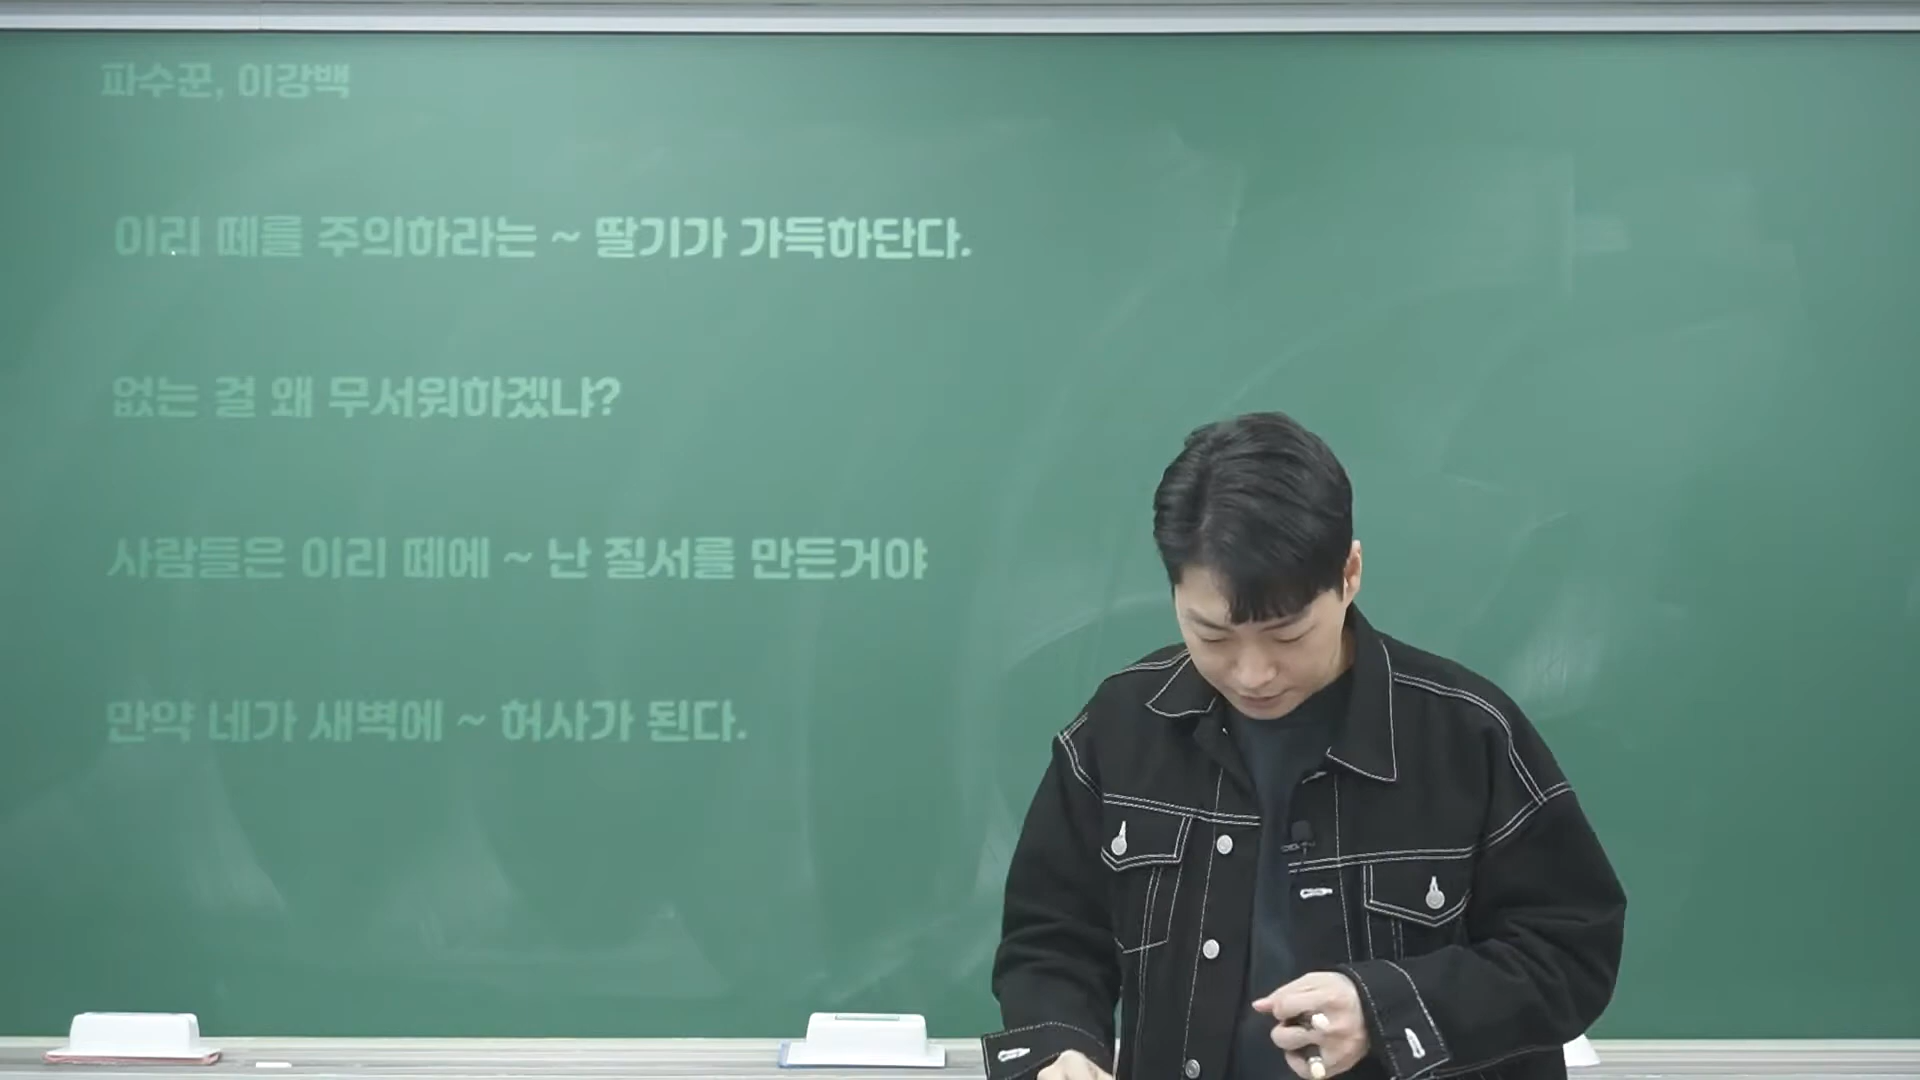 파수꾼, 이강백
이리 떼를 주의하라는 ~ 딸기가 가득하단다.
없는 걸 왜 무서워하겠냐?
사람들은 이리 떼에 ~ 난 질서를 만든거야
만약 네가 새벽에 ~ 허사가 된다.